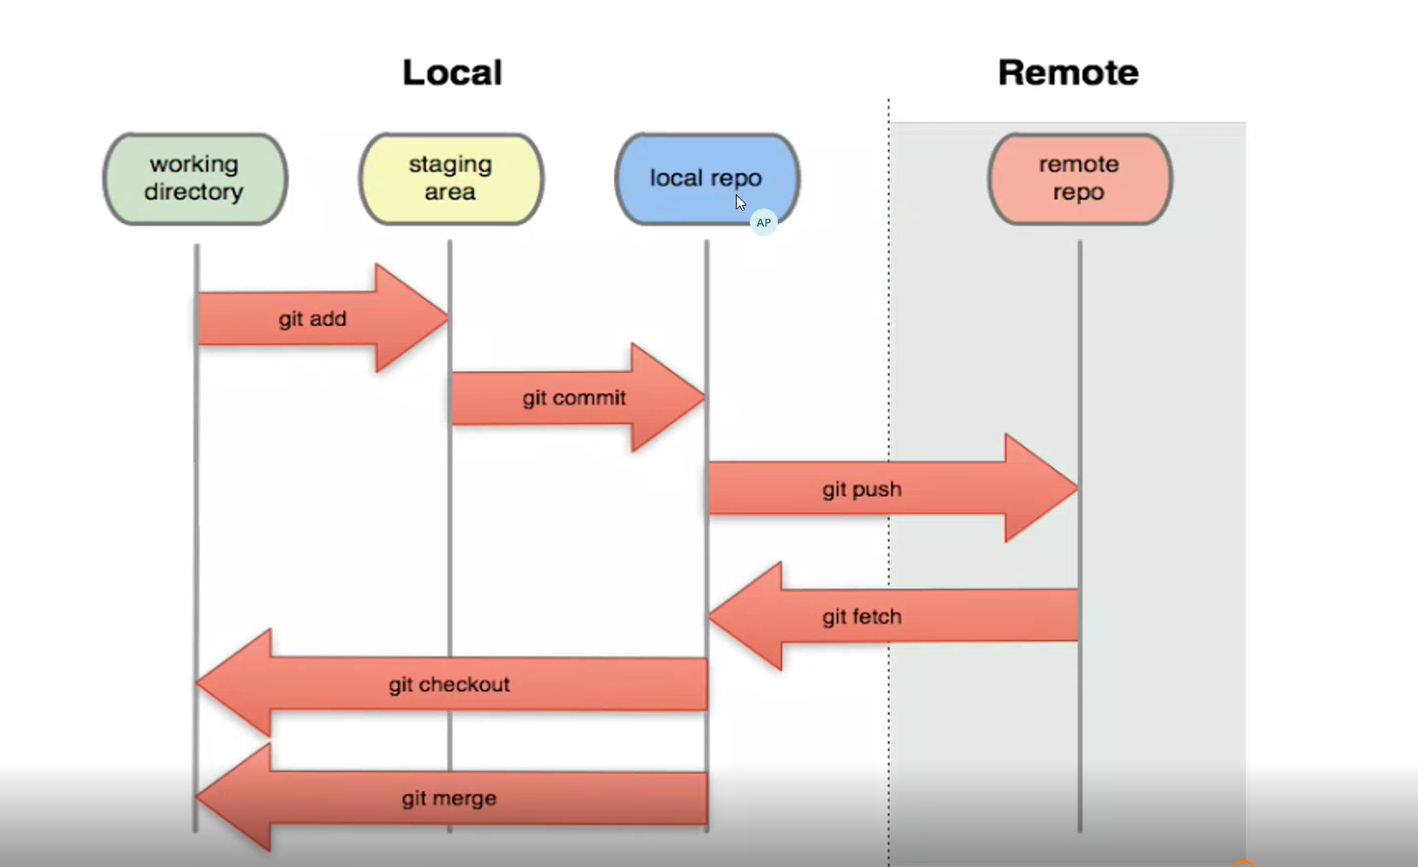 Local
Remote
working
directory
staging
area
local repo
remote
repo
AP
git add
git commit
git push
git fetch
git checkout
git merge